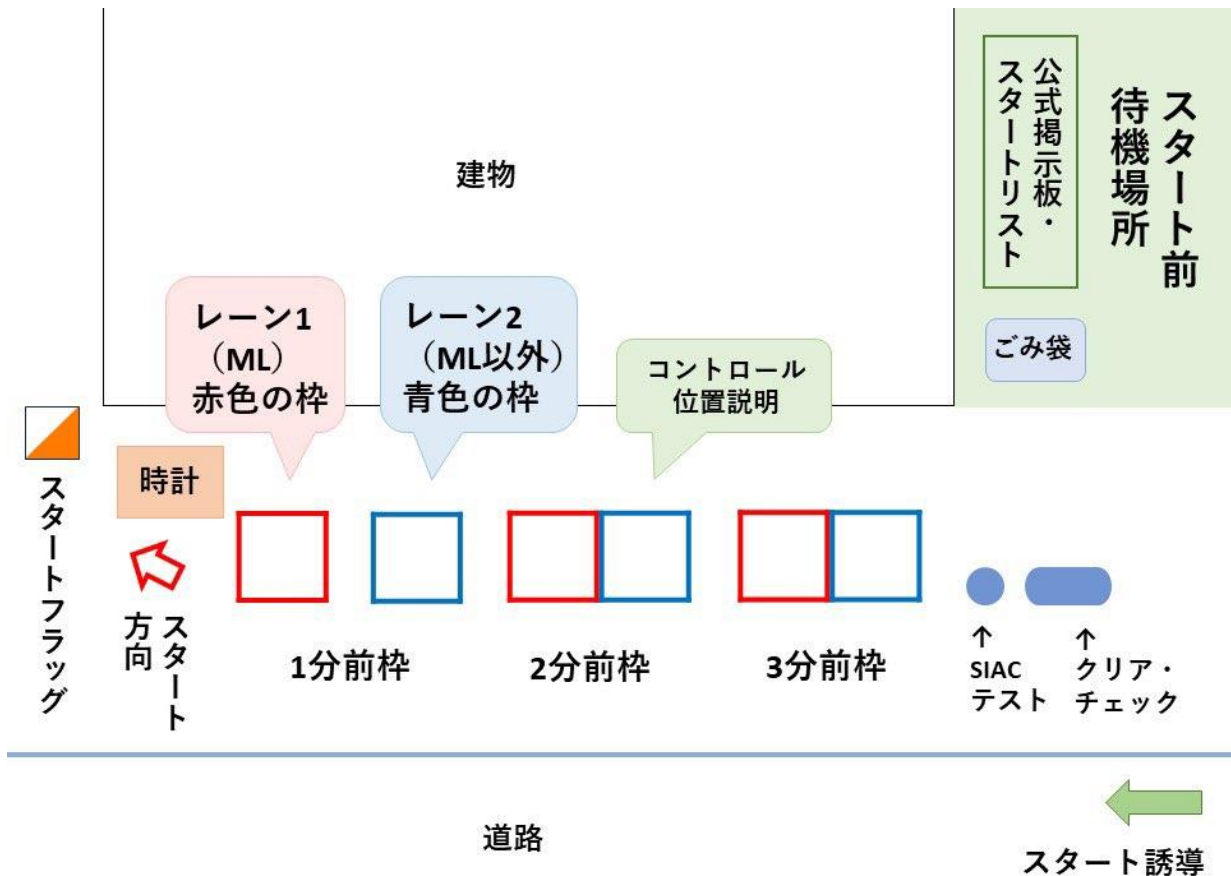 スタート前
待機場所
公式掲示板・
スタートリスト
建物
ごみ袋
レーン1
（ML）
赤色の枠
レーン2
（ML以外）
青色の枠
コントロール
位置説明
時計
スタートフラッグ
スタート
方向
1分前枠
2分前枠
3分前枠
↑
SIAC
テスト
↑
クリア・
チェック
道路
スタート誘導